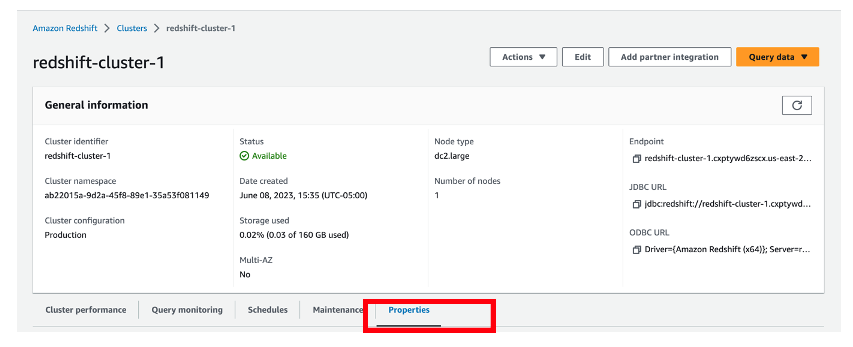 Amazon Redshift > Clusters > redshift-cluster-1
redshift-cluster-1
Actions ▼ Edit Add partner integration Query data ▼
General information
Cluster identifier
redshift-cluster-1
Cluster namespace
ab22015a-9d2a-45f8-89e1-35a53f081149
Cluster configuration
Production
Status
Available
Date created
June 08, 2023, 15:35 (UTC-05:00)
Storage used
0.02% (0.03 of 160 GB used)
Multi-AZ
No
Node type
dc2.large
Number of nodes
1
Endpoint
redshift-cluster-1.cxptywd6zscx.us-east-2...
JDBC URL
jdbc:redshift://redshift-cluster-1.cxptywd...
ODBC URL
Driver={Amazon Redshift (x64)}; Server=r...
Cluster performance Query monitoring Schedules Maintenance Properties